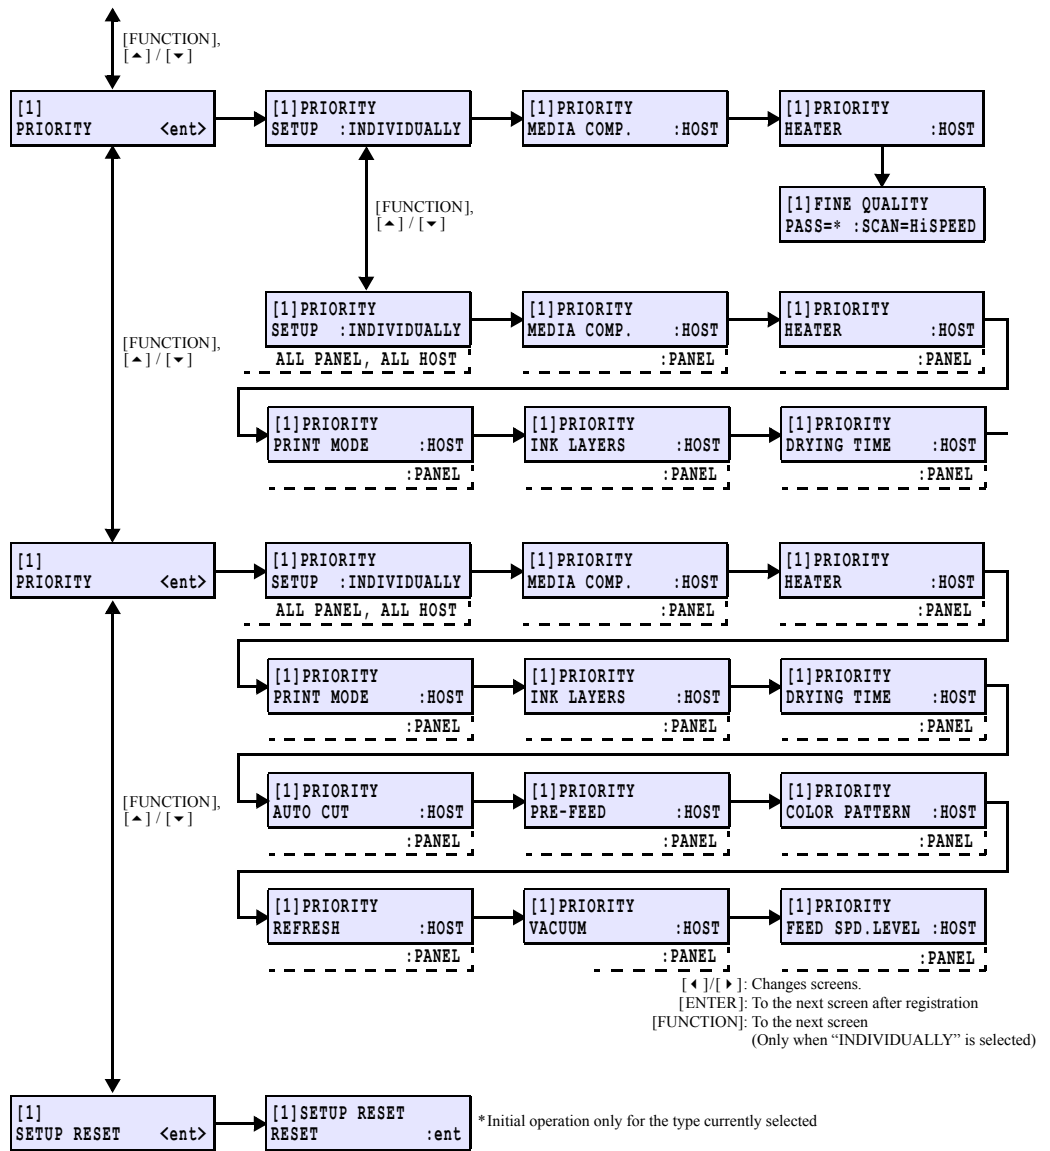 [FUNCTION],
[▲] / [▼]
[1]
PRIORITY <ent>
[1]PRIORITY
SETUP :INDIVIDUALLY
[1]PRIORITY
MEDIA COMP. :HOST
[1]PRIORITY
HEATER :HOST
[1]FINE QUALITY
PASS=* :SCAN=HiSPEED
[FUNCTION],
[▲] / [▼]
[1]PRIORITY
SETUP :INDIVIDUALLY
ALL PANEL, ALL HOST
[1]PRIORITY
MEDIA COMP. :HOST
:PANEL
[1]PRIORITY
HEATER :HOST
:PANEL
[FUNCTION],
[▲] / [▼]
[1]PRIORITY
PRINT MODE :HOST
:PANEL
[1]PRIORITY
INK LAYERS :HOST
:PANEL
[1]PRIORITY
DRYING TIME :HOST
:PANEL
[1]
PRIORITY <ent>
[1]PRIORITY
SETUP :INDIVIDUALLY
ALL PANEL, ALL HOST
[1]PRIORITY
MEDIA COMP. :HOST
:PANEL
[1]PRIORITY
HEATER :HOST
:PANEL
[1]PRIORITY
PRINT MODE :HOST
:PANEL
[1]PRIORITY
INK LAYERS :HOST
:PANEL
[1]PRIORITY
DRYING TIME :HOST
:PANEL
[FUNCTION],
[▲] / [▼]
[1]PRIORITY
AUTO CUT :HOST
:PANEL
[1]PRIORITY
PRE-FEED :HOST
:PANEL
[1]PRIORITY
COLOR PATTERN :HOST
:PANEL
[1]PRIORITY
REFRESH :HOST
:PANEL
[1]PRIORITY
VACUUM :HOST
:PANEL
[1]PRIORITY
FEED SPD.LEVEL :HOST
:PANEL
[◀]/[▶]: Changes screens.
[ENTER]: To the next screen after registration
[FUNCTION]: To the next screen
(Only when “INDIVIDUALLY” is selected)
[1]
SETUP RESET <ent>
[1]SETUP RESET
RESET :ent
*Initial operation only for the type currently selected